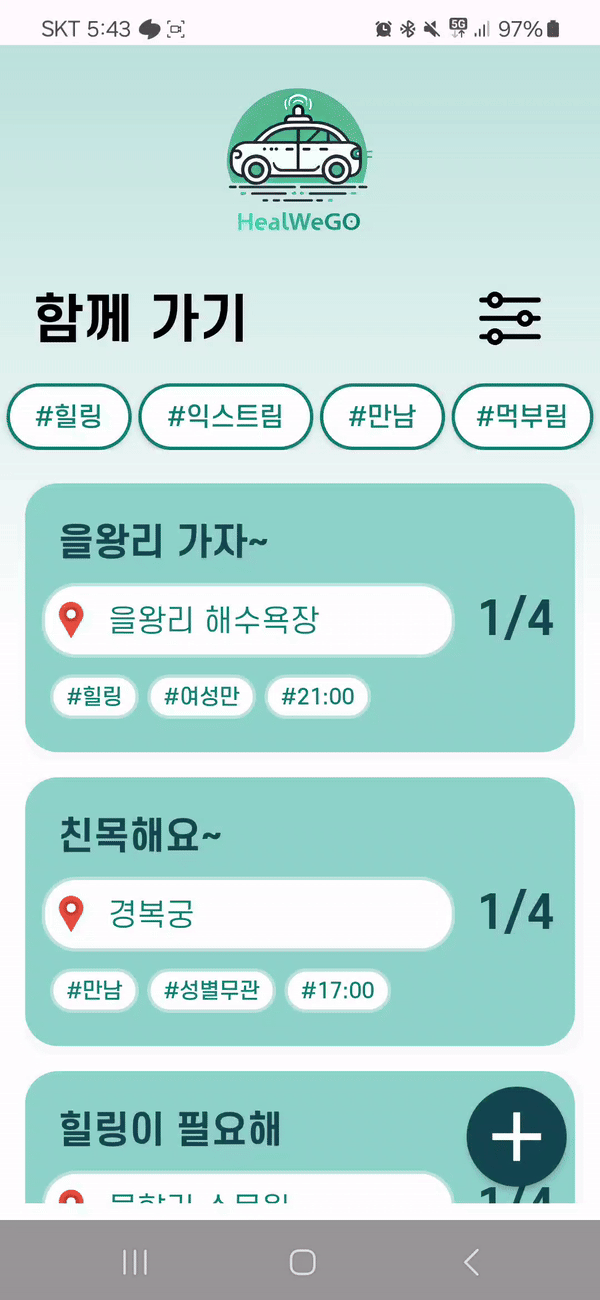 SKT 5:43 5G 97%
HealWeGO
함께 가기
#힐링 #익스트림 #만남 #먹부림
을왕리 가자~
을왕리 해수욕장 1/4
#힐링 #여성만 #21:00
친목해요~
경복궁 1/4
#만남 #성별무관 #17:00
힐링이 필요해
1/4